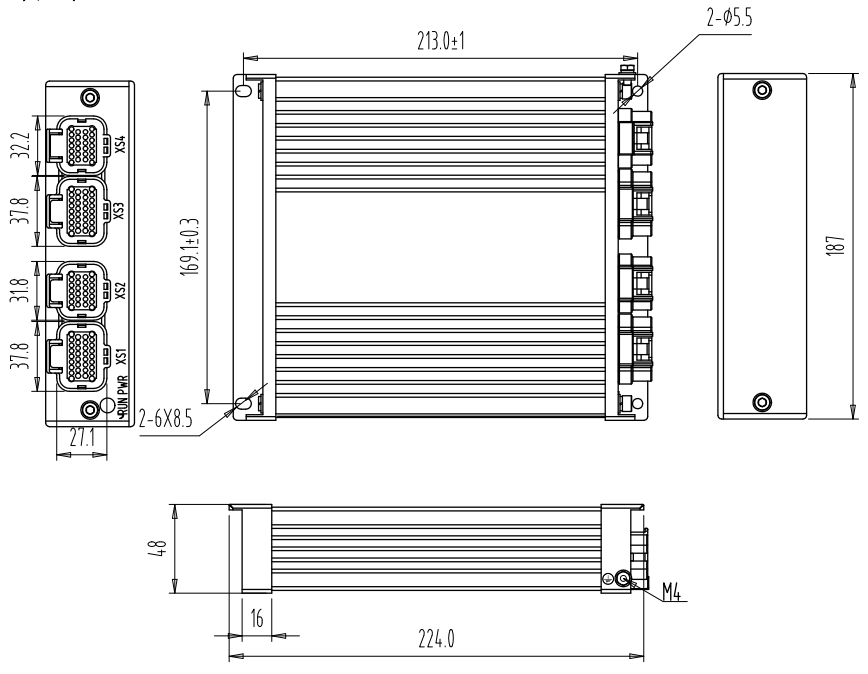 213.0±1
2-Ø5.5
32.2
37.8
31.8
37.8
XS4
XS3
XS2
XS1
RUN PWR
27.1
169.1±0.3
2-6X8.5
187
48
16
224.0
M4